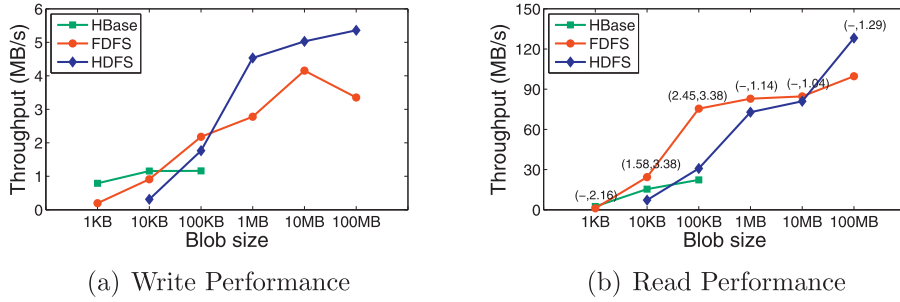 6
5
4
3
2
1
0
Throughput (MB/s)
HBase
FDFS
HDFS
1KB 10KB 100KB 1MB 10MB 100MB
Blob size
(a) Write Performance
150
120
90
60
30
0
Throughput (MB/s)
HBase
FDFS
HDFS
(−,2.16)
(1.58,3.38)
(2.45,3.38)
(−,1.14)
(−,1.04)
(−,1.29)
1KB 10KB 100KB 1MB 10MB 100MB
Blob size
(b) Read Performance